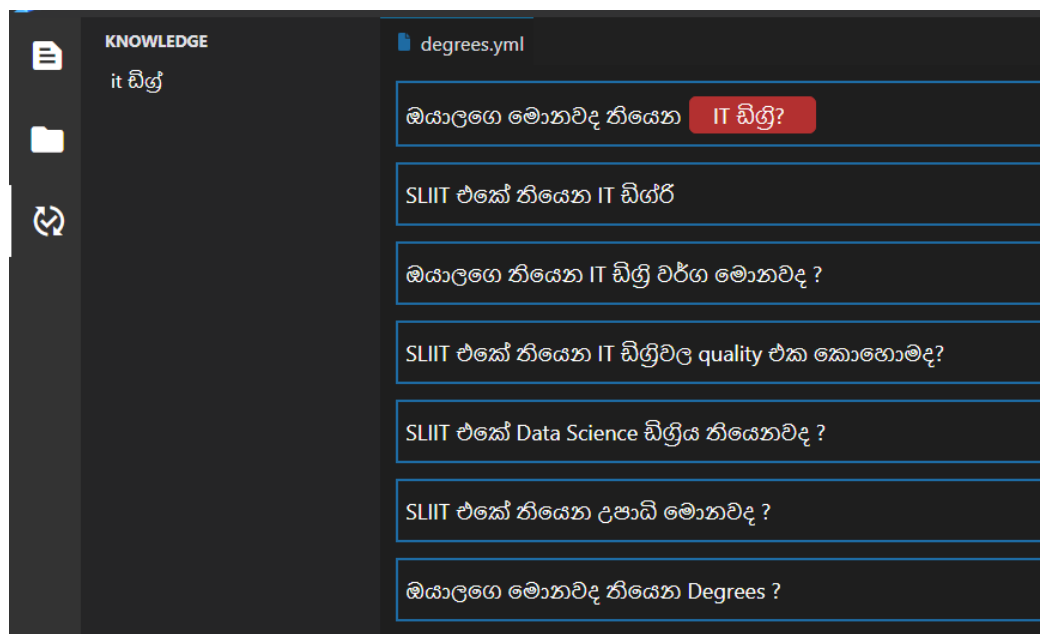 KNOWLEDGE
it ඩිග්‍ර්
degrees.yml
ඔයාලගෙ මොනවද තියෙන IT ඩිග්‍රි?
SLIIT එකේ තියෙන IT ඩිග්රී
ඔයාලගෙ තියෙන IT ඩිග්‍රි වර්ග මොනවද ?
SLIIT එකේ තියෙන IT ඩිග්‍රිවල quality එක කොහොමද?
SLIIT එකේ Data Science ඩිග්‍රිය තියෙනවද ?
SLIIT එකේ තියෙන උපාධි මොනවද ?
ඔයාලගෙ මොනවද තියෙන Degrees ?